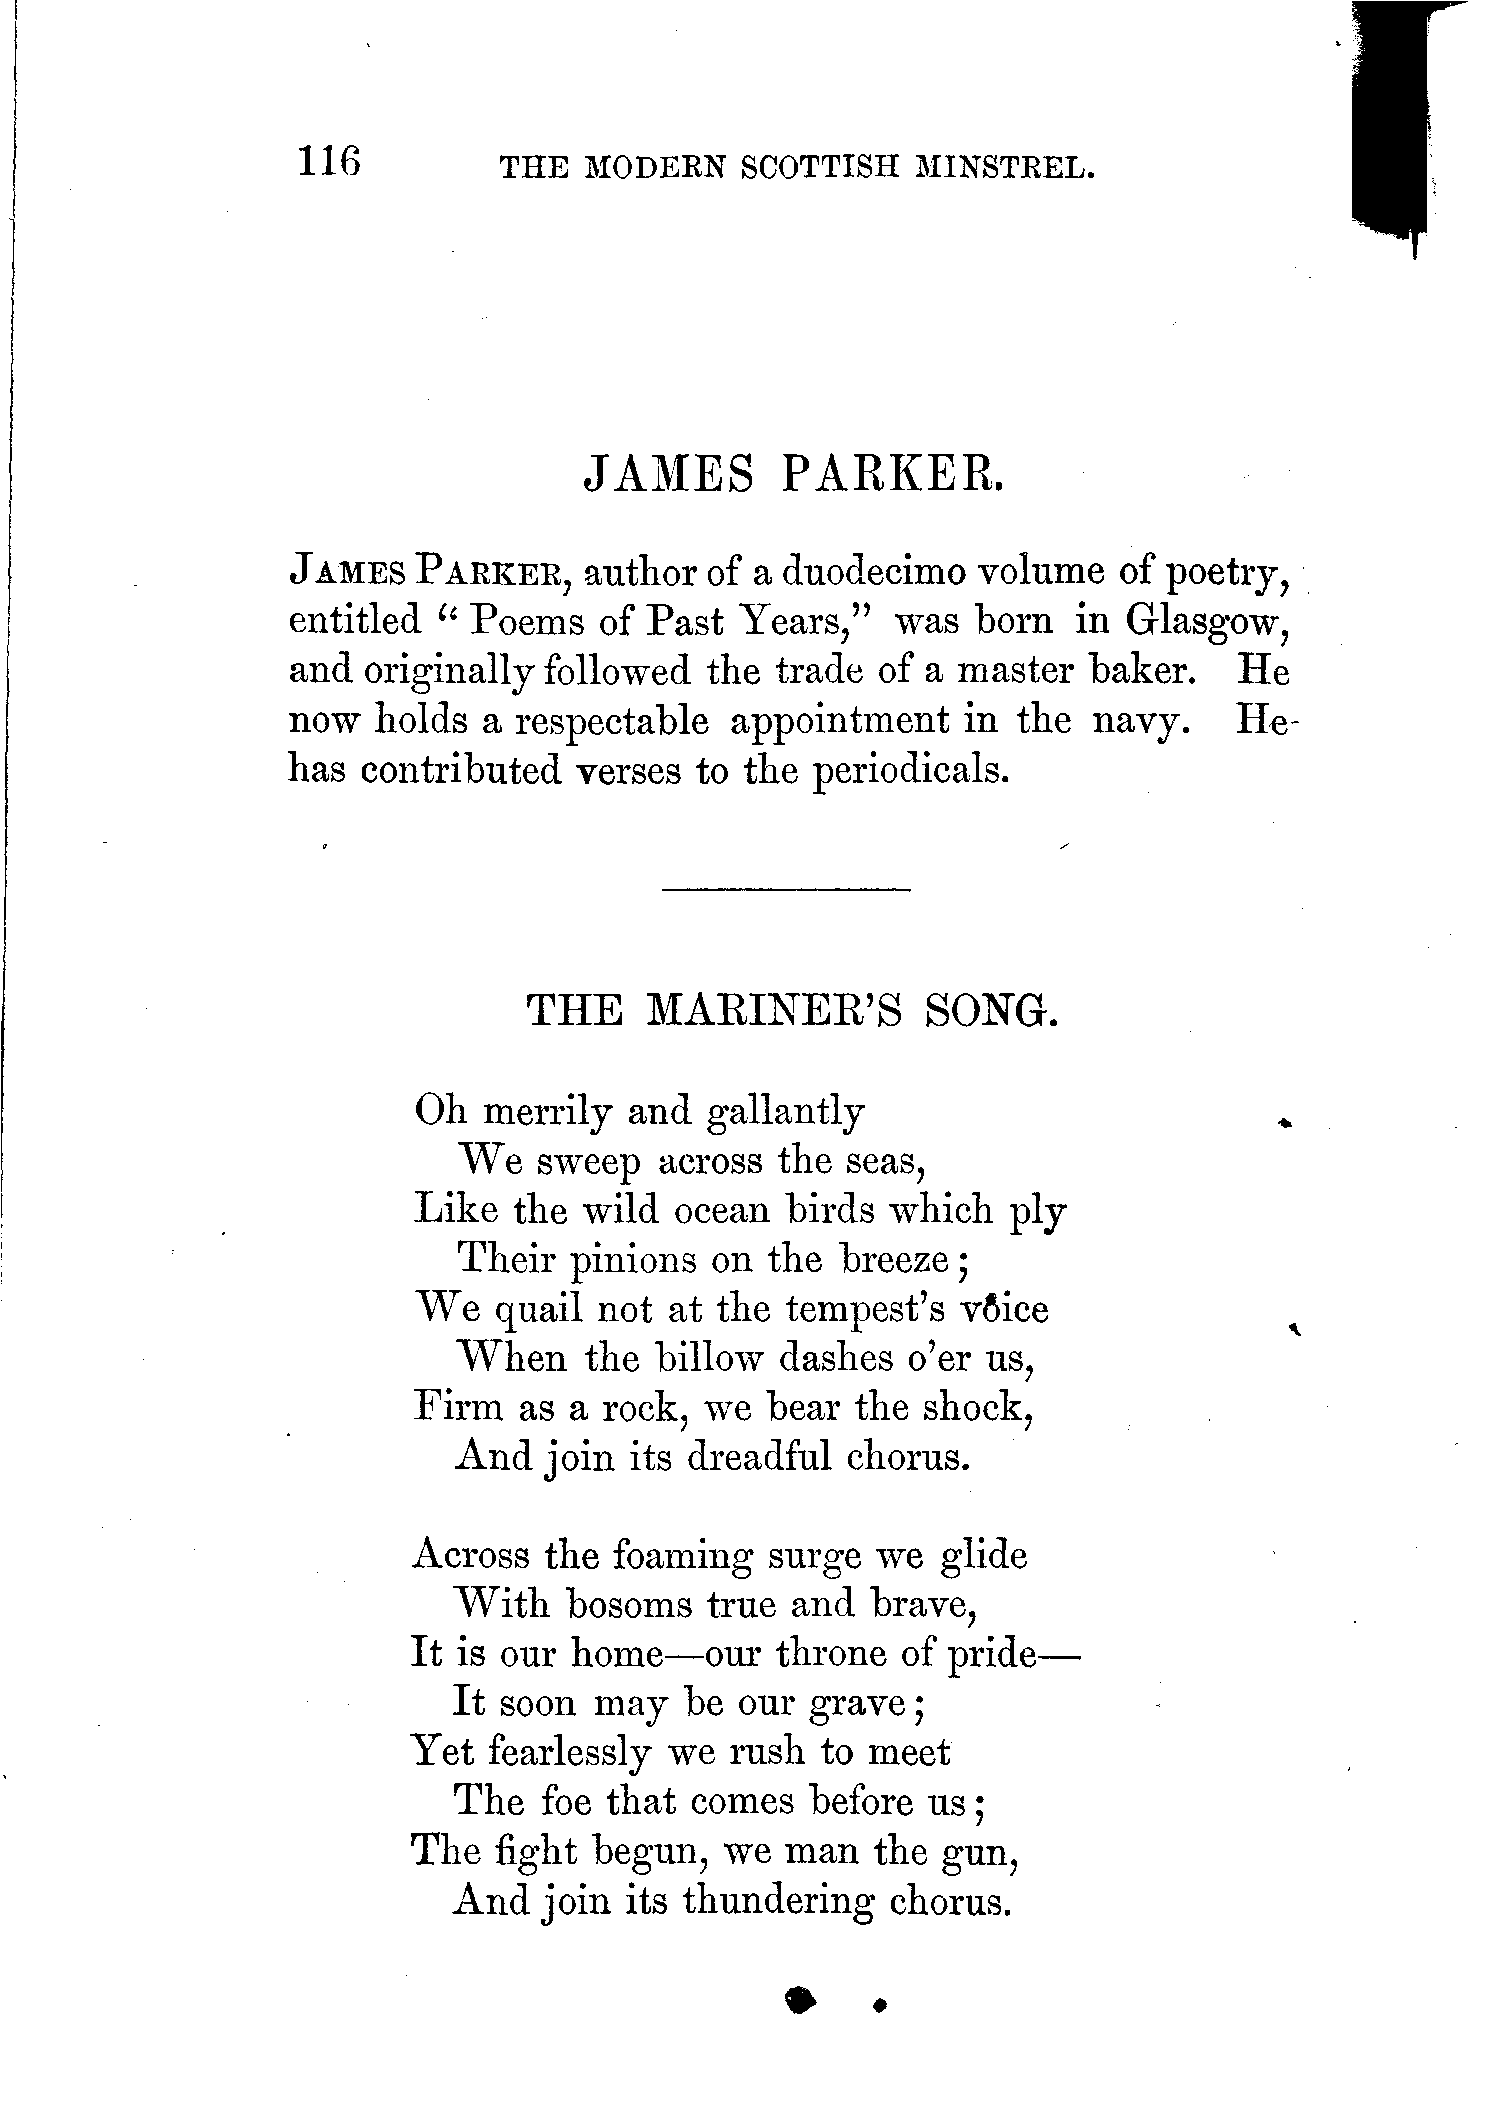 116 THE MODERN SCOTTISH MINSTREL.
JAMES PARKER.
JAMES PARKER, author of a duodecimo volume of poetry,
entitled “Poems of Past Years,” was born in Glasgow,
and originally followed the trade of a master baker. He
now holds a respectable appointment in the navy. He
has contributed verses to the periodicals.
THE MARINER’S SONG.
Oh merrily and gallantly
We sweep across the seas,
Like the wild ocean birds which ply
Their pinions on the breeze;
We quail not at the tempest’s voice
When the billow dashes o’er us,
Firm as a rock, we bear the shock,
And join its dreadful chorus.
Across the foaming surge we glide
With bosoms true and brave,
It is our home—our throne of pride—
It soon may be our grave;
Yet fearlessly we rush to meet
The foe that comes before us;
The fight begun, we man the gun,
And join its thundering chorus.